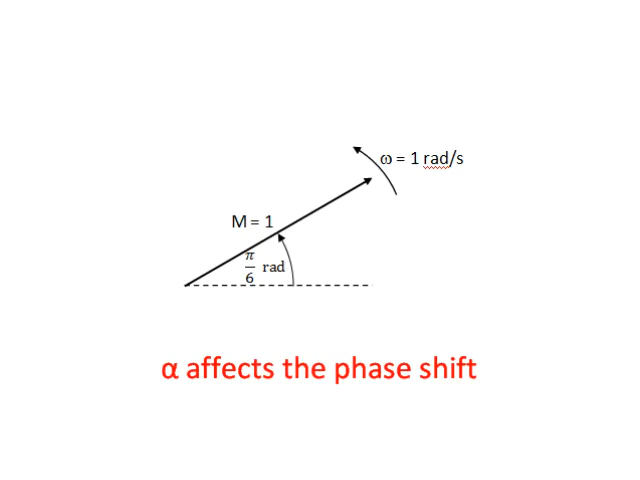 ω = 1 rad/s
M = 1
π/6 rad
α affects the phase shift